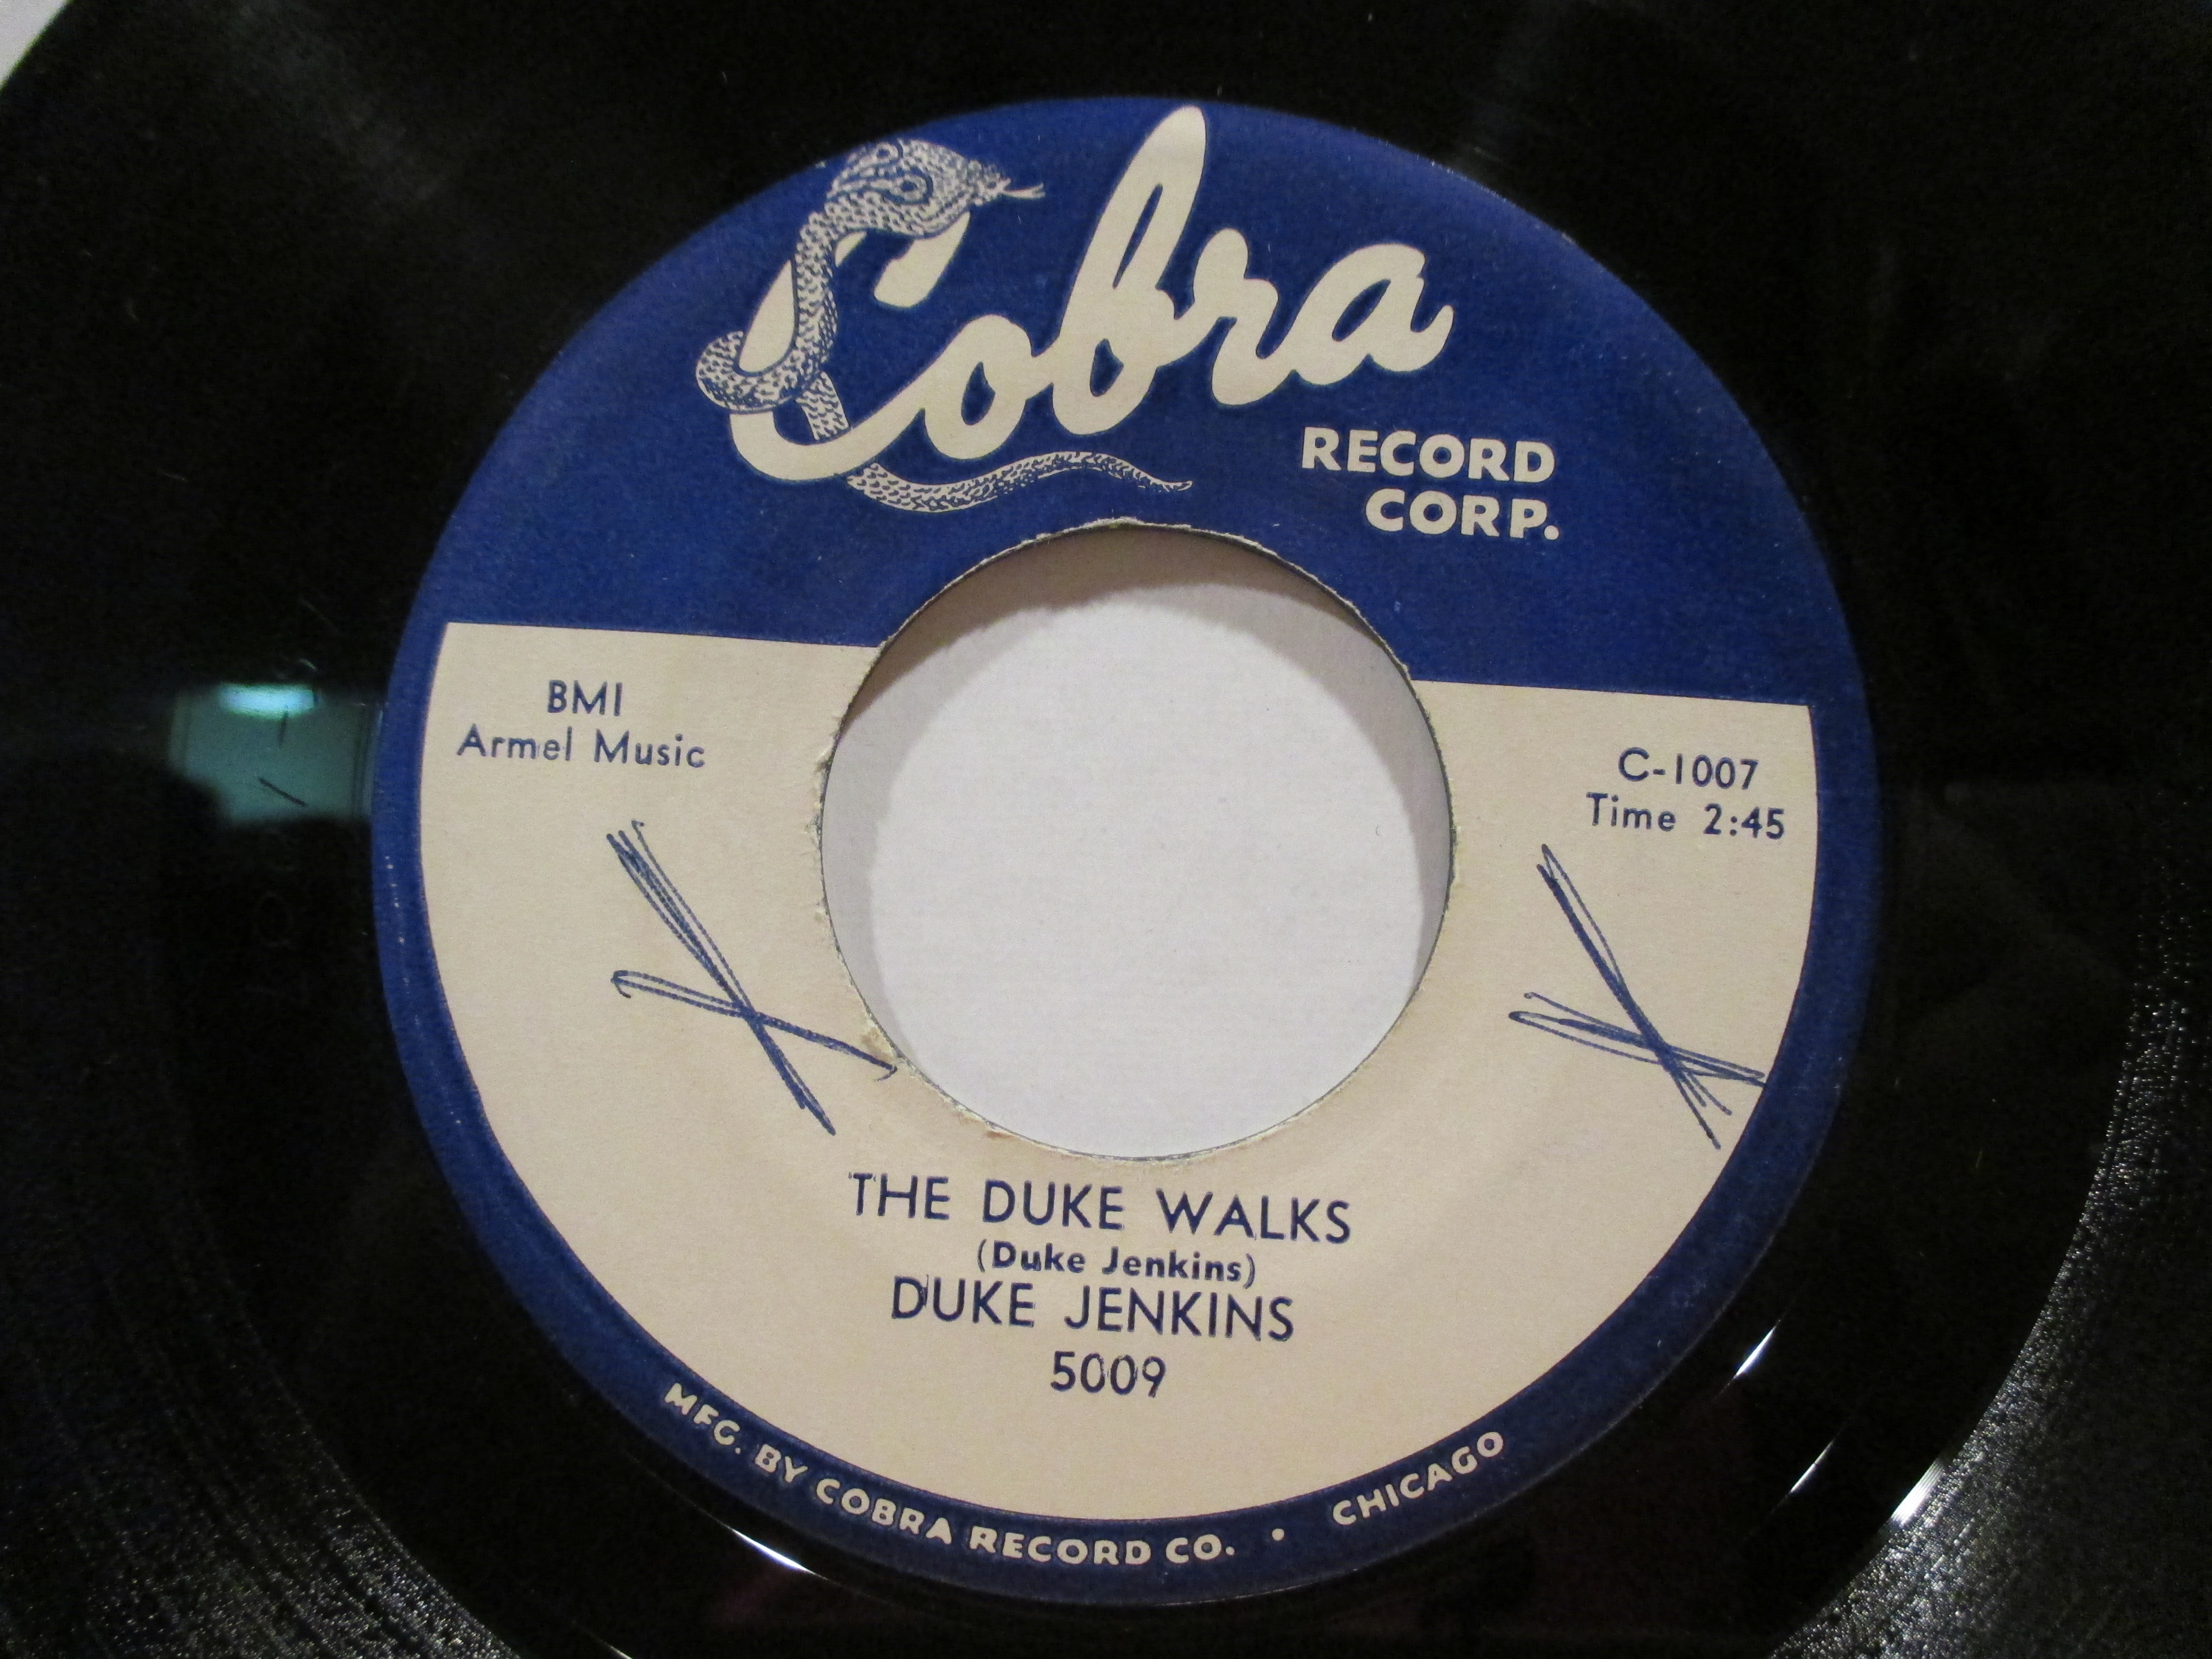 Cobra
RECORD
CORP.
BMI
Armel Music
C-1007
Time 2:45
THE DUKE WALKS
(Duke Jenkins)
DUKE JENKINS
5009
MFG. BY COBRA RECORD CO. • CHICAGO